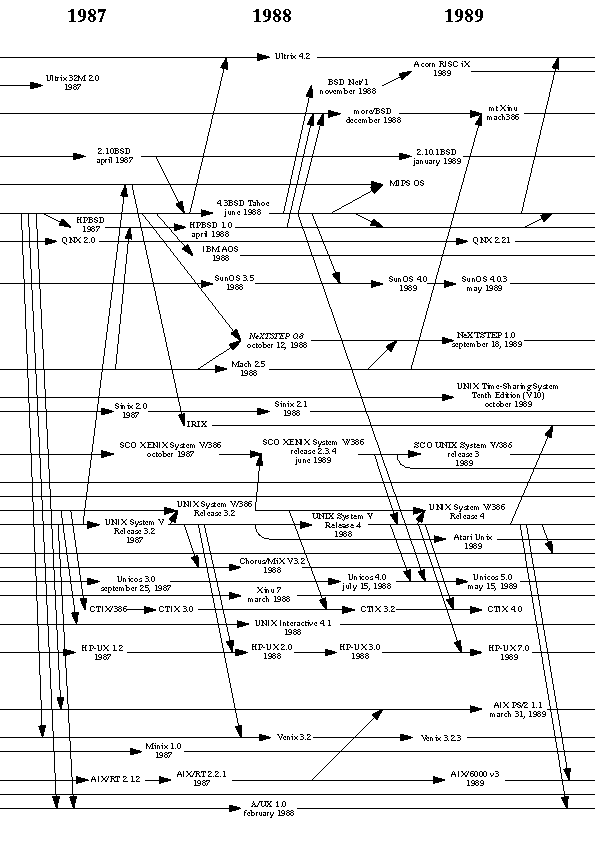 1987 1988 1989
Ultrix 4.2
Acorn RISC iX
1989
Ultrix 32M 2.0
1987
BSD Net/1
november 1988
more/BSD
december 1988
mt Xinu
mach386
2.10BSD
april 1987
2.10.1BSD
january 1989
MIPS OS
4.3BSD Tahoe
june 1988
HPBSD
1987
HPBSD 1.0
april 1988
QNX 2.0
QNX 2.21
IBM AOS
1988
SunOS 3.5
1988
SunOS 4.0
1989
SunOS 4.0.3
may 1989
NeXTSTEP 0.8
october 12, 1988
NeXTSTEP 1.0
september 18, 1989
Mach 2.5
1988
UNIX Time-Sharing System
Tenth Edition (V10)
october 1989
Sinix 2.0
1987
Sinix 2.1
1988
IRIX
SCO XENIX System V/386
october 1987
SCO XENIX System V/386
release 2.3.4
june 1989
SCO UNIX System V/386
release 3
1989
UNIX System V/386
Release 3.2
UNIX System V/386
Release 4
UNIX System V
Release 3.2
1987
UNIX System V
Release 4
1988
Atari Unix
1989
Chorus/MiX V3.2
1988
Unicos 3.0
september 25, 1987
Unicos 4.0
july 15, 1988
Unicos 5.0
may 15, 1989
Xinu 7
march 1988
CTIX/386
CTIX 3.0
CTIX 3.2
CTIX 4.0
UNIX Interactive 4.1
1988
HP-UX 1.2
1987
HP-UX 2.0
1988
HP-UX 3.0
1988
HP-UX 7.0
1989
AIX PS/2 1.1
march 31, 1989
Venix 3.2
Venix 3.2.3
Minix 1.0
1987
AIX/RT 2.1.2
AIX/RT 2.2.1
1987
AIX/6000 v3
1989
A/UX 1.0
february 1988